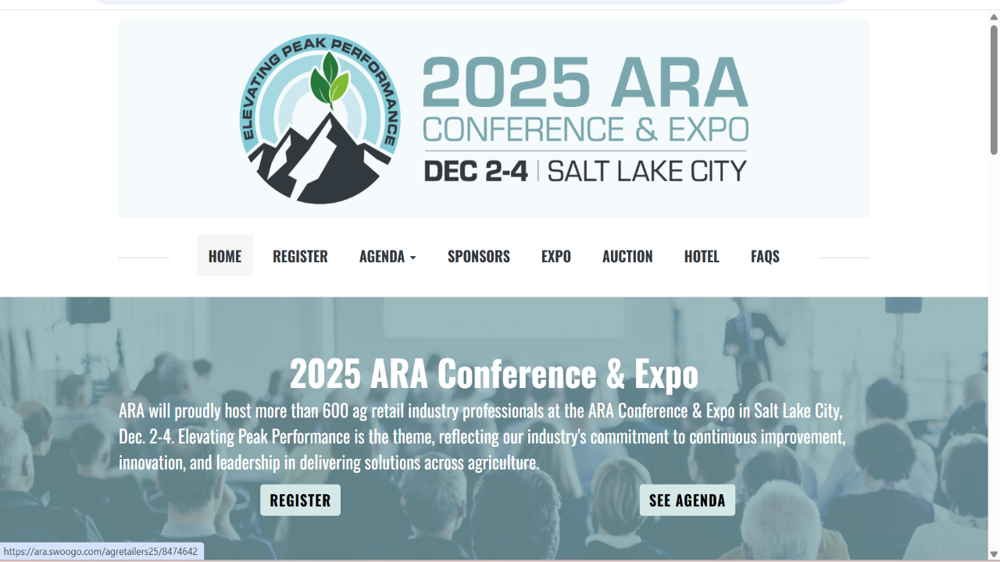 ELEVATING PEAK PERFORMANCE
2025 ARA
CONFERENCE & EXPO
DEC 2-4 | SALT LAKE CITY
HOME REGISTER AGENDA SPONSORS EXPO AUCTION HOTEL FAQS
2025 ARA Conference & Expo
ARA will proudly host more than 600 ag retail industry professionals at the ARA Conference & Expo in Salt Lake City,
Dec. 2-4. Elevating Peak Performance is the theme, reflecting our industry's commitment to continuous improvement,
innovation, and leadership in delivering solutions across agriculture.
REGISTER SEE AGENDA
https://ara.swoogo.com/agretailers25/8474642